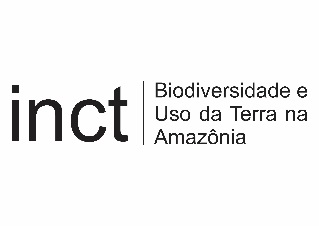 inct
Biodiversidade e
Uso da Terra na
Amazônia